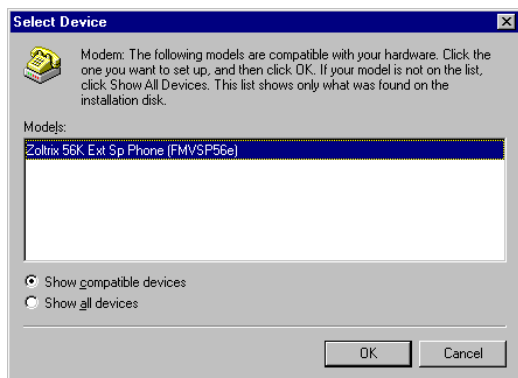 Select Device
Modem: The following models are compatible with your hardware. Click the
one you want to set up, and then click OK. If your model is not on the list,
click Show All Devices. This list shows only what was found on the
installation disk.
Models:
Zoltrix 56K Ext Sp Phone (FMVSP56e)
Show compatible devices
Show all devices
OK
Cancel